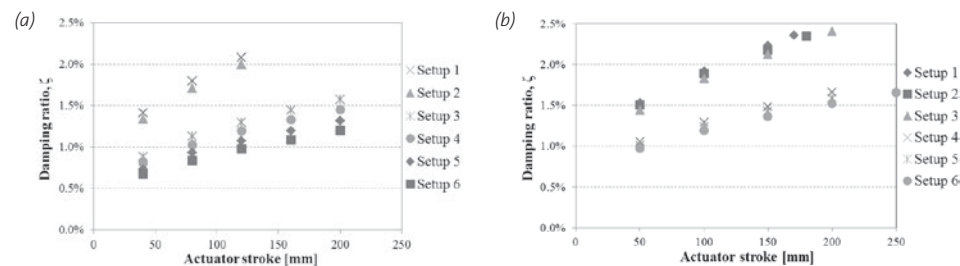 (a)
2.5%
2.0%
1.5%
1.0%
0.5%
0.0%
Damping ratio, ξ
0 50 100 150 200 250
Actuator stroke [mm]
Setup 1
Setup 2
Setup 3
Setup 4
Setup 5
Setup 6
(b)
2.5%
2.0%
1.5%
1.0%
0.5%
0.0%
Damping ratio, ξ
0 50 100 150 200 250
Actuator stroke [mm]
Setup 1
Setup 2
Setup 3
Setup 4
Setup 5
Setup 6